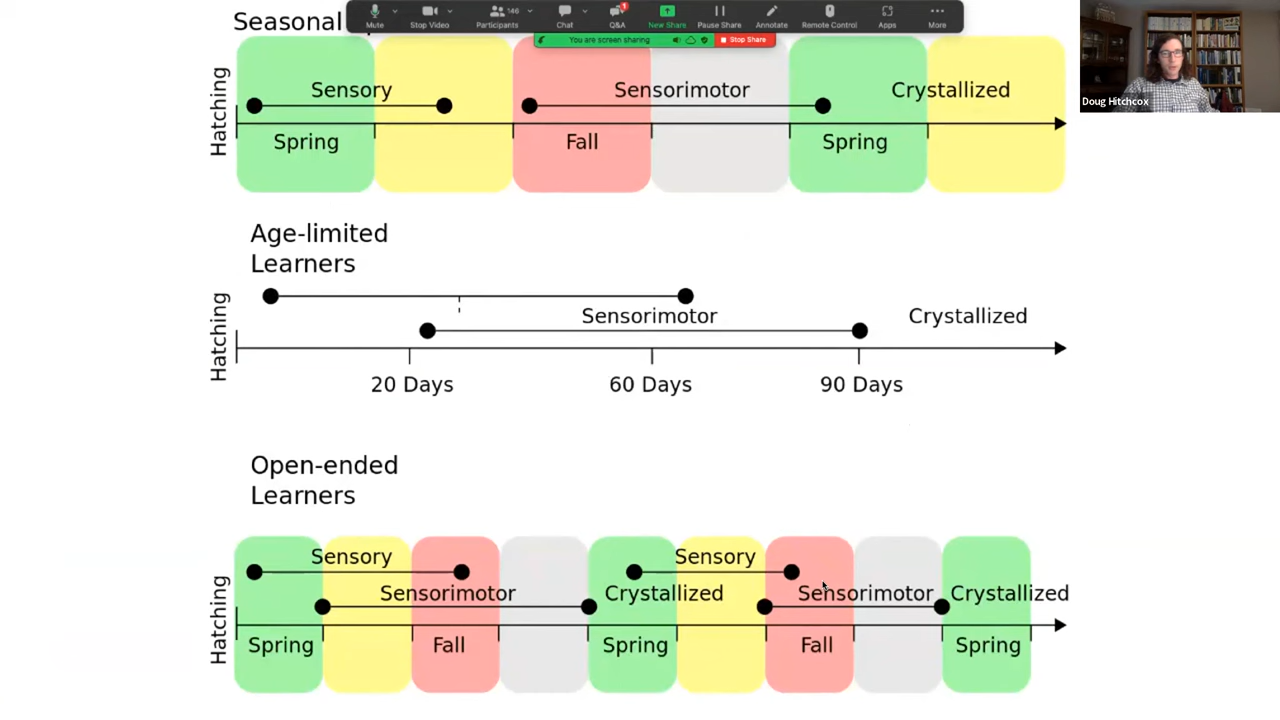 Seasonal
Mute
Stop Video
Participants
146
Chat
1
Q&A
New Share
Pause Share
Annotate
Remote Control
Apps
More
You are screen sharing
Stop Share
Doug Hitchcox
Hatching
Sensory
Sensorimotor
Crystallized
Spring
Fall
Spring
Age-limited
Learners
Hatching
Sensorimotor
Crystallized
20 Days
60 Days
90 Days
Open-ended
Learners
Hatching
Sensory
Sensory
Sensorimotor
Crystallized
Sensorimotor
Crystallized
Spring
Fall
Spring
Fall
Spring